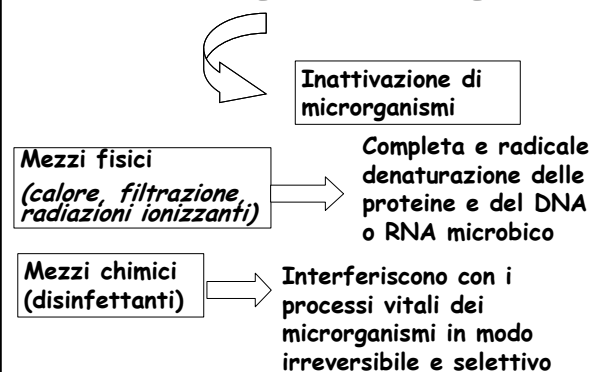 Inattivazione di
microrganismi
Mezzi fisici
(calore, filtrazione,
radiazioni ionizzanti)
Completa e radicale
denaturazione delle
proteine e del DNA
o RNA microbico
Mezzi chimici
(disinfettanti)
Interferiscono con i
processi vitali dei
microrganismi in modo
irreversibile e selettivo